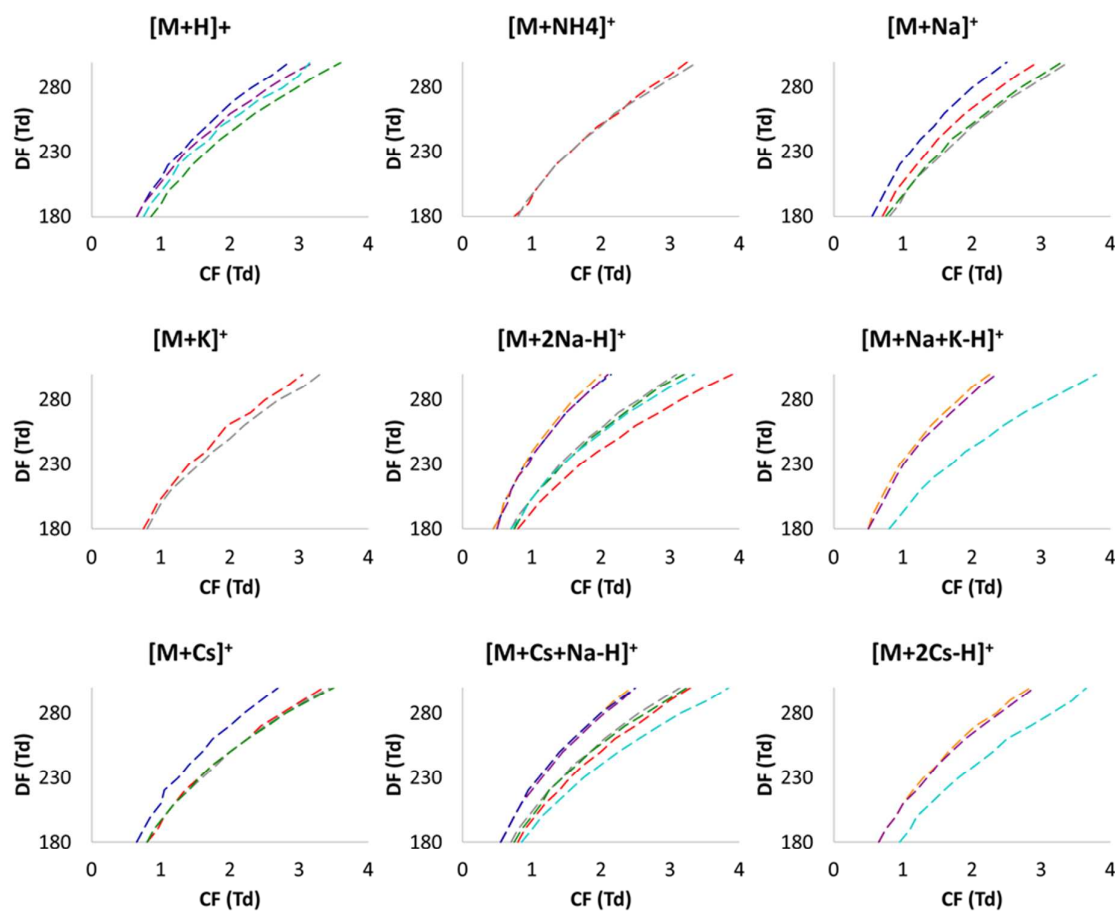 [M+H]+
[M+NH4]+
[M+Na]+
280
230
180
DF (Td)
0 1 2 3 4
CF (Td)
280
230
180
DF (Td)
0 1 2 3 4
CF (Td)
280
230
180
DF (Td)
0 1 2 3 4
CF (Td)
[M+K]+
[M+2Na-H]+
[M+Na+K-H]+
280
230
180
DF (Td)
0 1 2 3 4
CF (Td)
280
230
180
DF (Td)
0 1 2 3 4
CF (Td)
280
230
180
DF (Td)
0 1 2 3 4
CF (Td)
[M+Cs]+
[M+Cs+Na-H]+
[M+2Cs-H]+
280
230
180
DF (Td)
0 1 2 3 4
CF (Td)
280
230
180
DF (Td)
0 1 2 3 4
CF (Td)
280
230
180
DF (Td)
0 1 2 3 4
CF (Td)